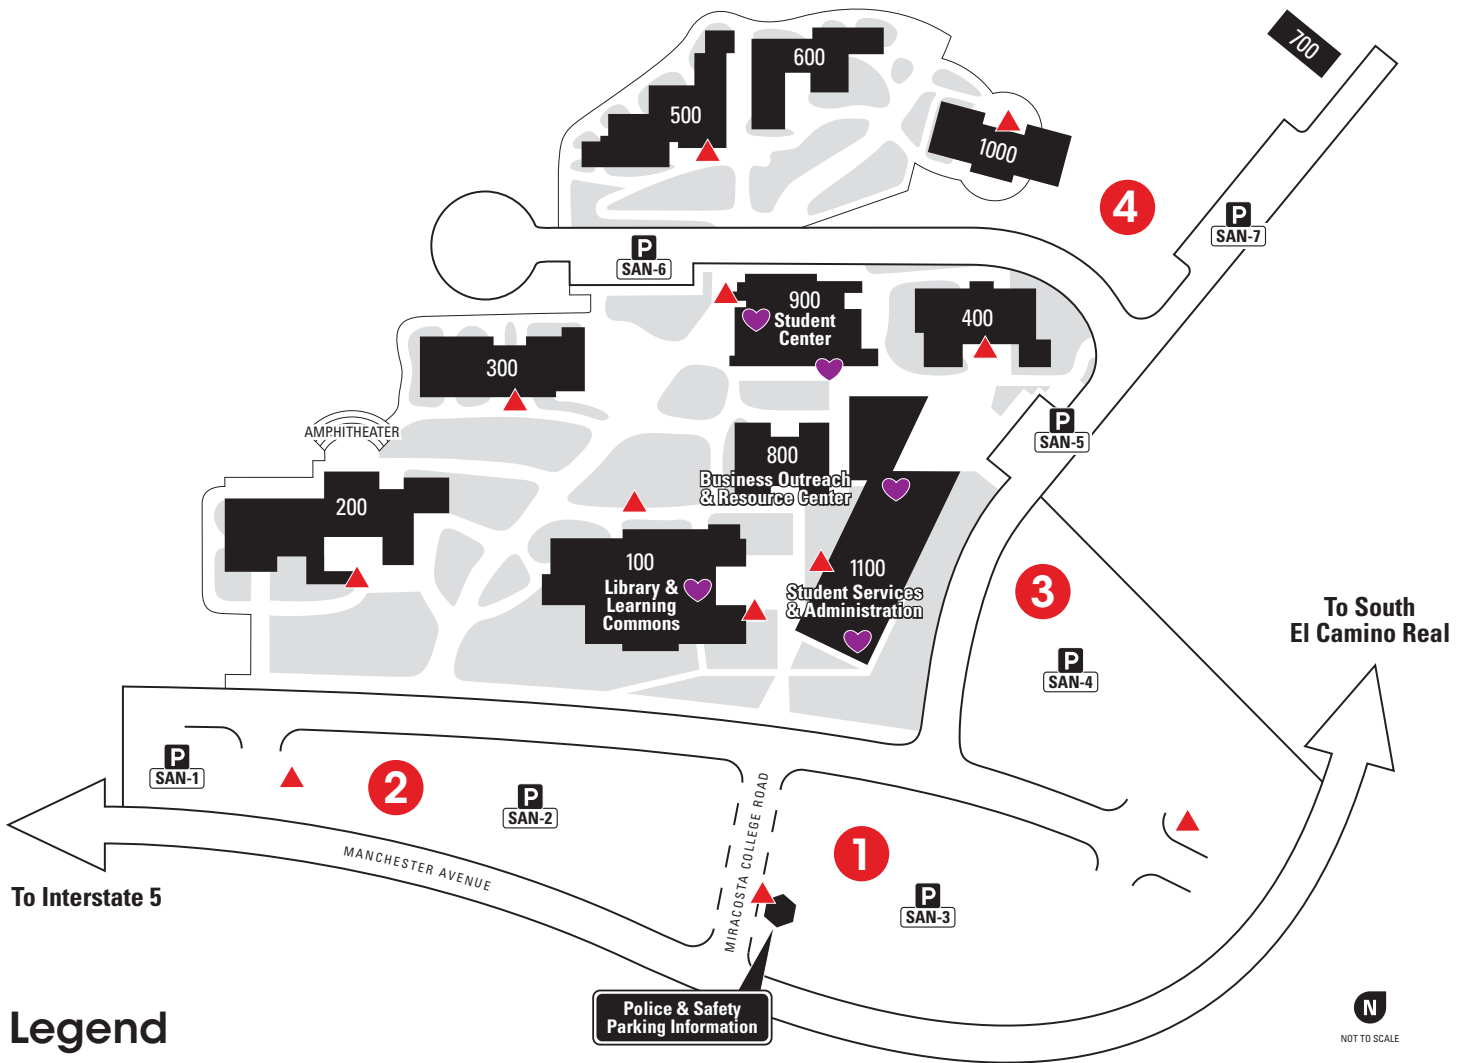 700
600
500
1000
4
P
SAN-7
P
SAN-6
900
Student
Center
400
300
P
SAN-5
AMPHITHEATER
800
Business Outreach
& Resource Center
200
100
Library &
Learning
Commons
1100
Student Services
& Administration
3
To South
El Camino Real
P
SAN-4
P
SAN-1
2
P
SAN-2
MIRACOSTA COLLEGE ROAD
1
MANCHESTER AVENUE
To Interstate 5
P
SAN-3
Police & Safety
Parking Information
Legend
N
NOT TO SCALE